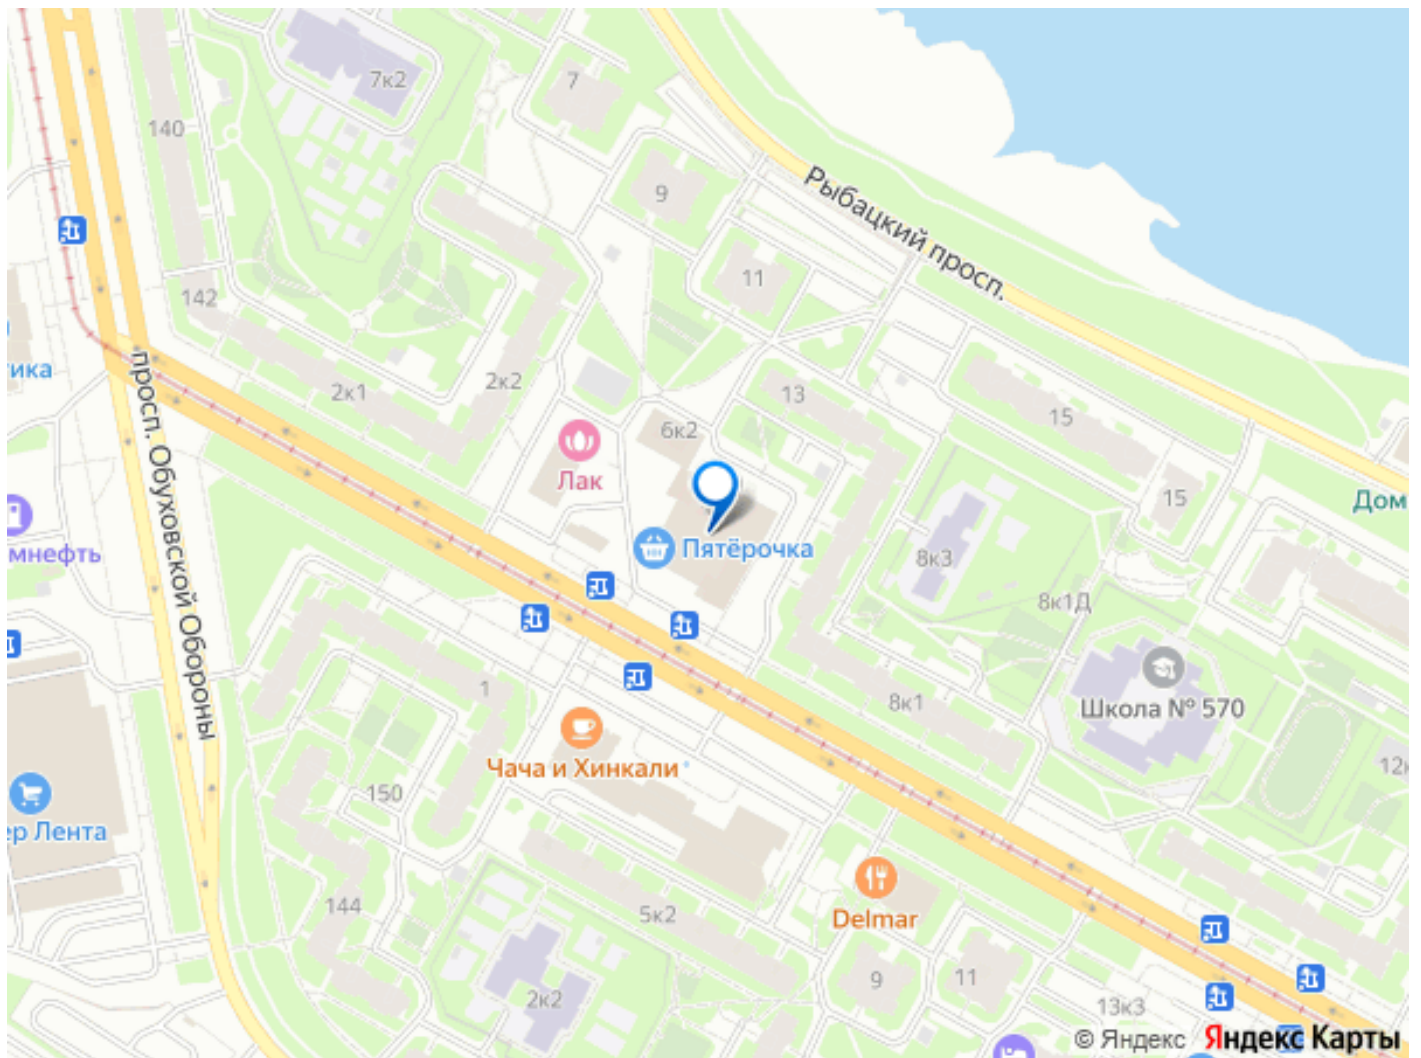 7к2
7
140
9
Рыбацкий просп.
11
142
тика
2к1
2к2
13
15
6к2
Лак
15
Дом
Пятёрочка
мнефть
8к3
8к1Д
просп. Обуховской Обороны
1
8к1
Школа № 570
Чача и Хинкали
12к
150
ер Лента
144
5к2
Delmar
9
11
2к2
13к3
© Яндекс Яндекс Карты